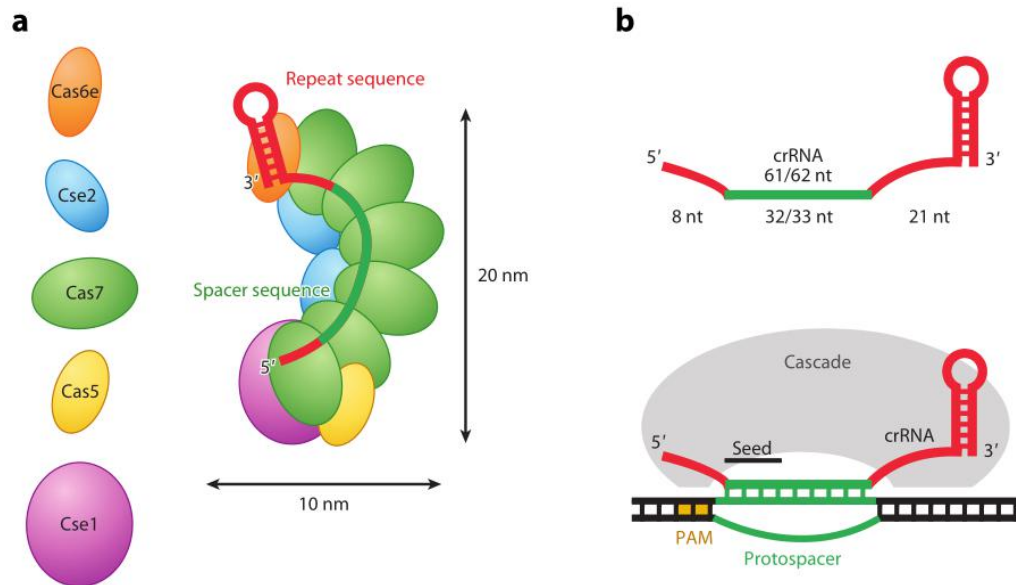 a
Cas6e
Cse2
Cas7
Cas5
Cse1
Repeat sequence
3′
Spacer sequence
5′
20 nm
10 nm
b
5′
crRNA
61/62 nt
3′
8 nt
32/33 nt
21 nt
Cascade
5′
Seed
crRNA
3′
PAM
Protospacer